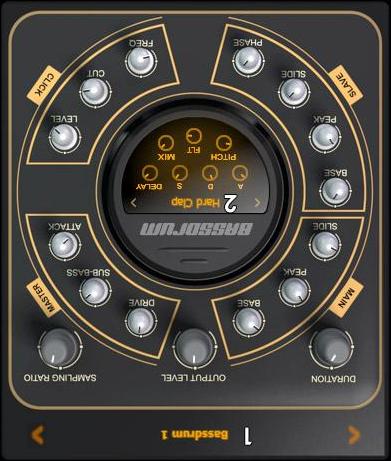 < Bassdrum 1 >
1
DURATION
OUTPUT LEVEL
SAMPLING RATIO
MAIN
BASE
PEAK
SLIDE
MASTER
DRIVE
SUB-BASS
ATTACK
BASSDRUM
< Hard Clap >
2
A D S DELAY
PITCH FLT MIX
SLAVE
BASE
PEAK
SLIDE
PHASE
CLICK
LEVEL
CUT
FREQ